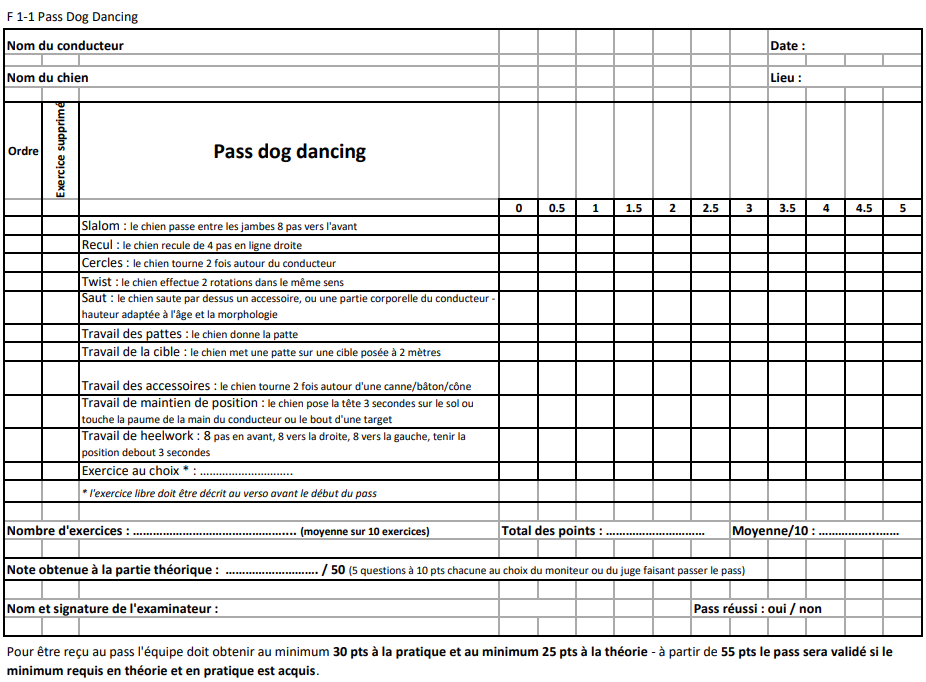 F 1-1 Pass Dog Dancing
Nom du conducteur Date :
Nom du chien Lieu :
Ordre Exercice supprimé Pass dog dancing
0 0.5 1 1.5 2 2.5 3 3.5 4 4.5 5
Slalom : le chien passe entre les jambes 8 pas vers l'avant
Recul : le chien recule de 4 pas en ligne droite
Cercles : le chien tourne 2 fois autour du conducteur
Twist : le chien effectue 2 rotations dans le même sens
Saut : le chien saute par dessus un accessoire, ou une partie corporelle du conducteur -
hauteur adaptée à l'âge et la morphologie
Travail des pattes : le chien donne la patte
Travail de la cible : le chien met une patte sur une cible posée à 2 mètres
Travail des accessoires : le chien tourne 2 fois autour d'une canne/bâton/cône
Travail de maintien de position : le chien pose la tête 3 secondes sur le sol ou
touche la paume de la main du conducteur ou le bout d'une target
Travail de heelwork : 8 pas en avant, 8 vers la droite, 8 vers la gauche, tenir la
position debout 3 secondes
Exercice au choix * : ...........................
* l'exercice libre doit être décrit au verso avant le début du pass
Nombre d'exercices : ................................................ (moyenne sur 10 exercices) Total des points : ............................. Moyenne/10 : ........................
Note obtenue à la partie théorique : ........................... / 50 (5 questions à 10 pts chacune au choix du moniteur ou du juge faisant passer le pass)
Nom et signature de l'examinateur : Pass réussi : oui / non
Pour être reçu au pass l'équipe doit obtenir au minimum 30 pts à la pratique et au minimum 25 pts à la théorie - à partir de 55 pts le pass sera validé si le
minimum requis en théorie et en pratique est acquis.